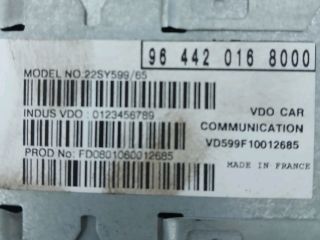 96 442 016 8000
MODEL NO.22SY599/65
INDUS VDO : 0123456789
VDO CAR
COMMUNICATION
VD599F10012685
PROD No: FD0801060012685
MADE IN FRANCE